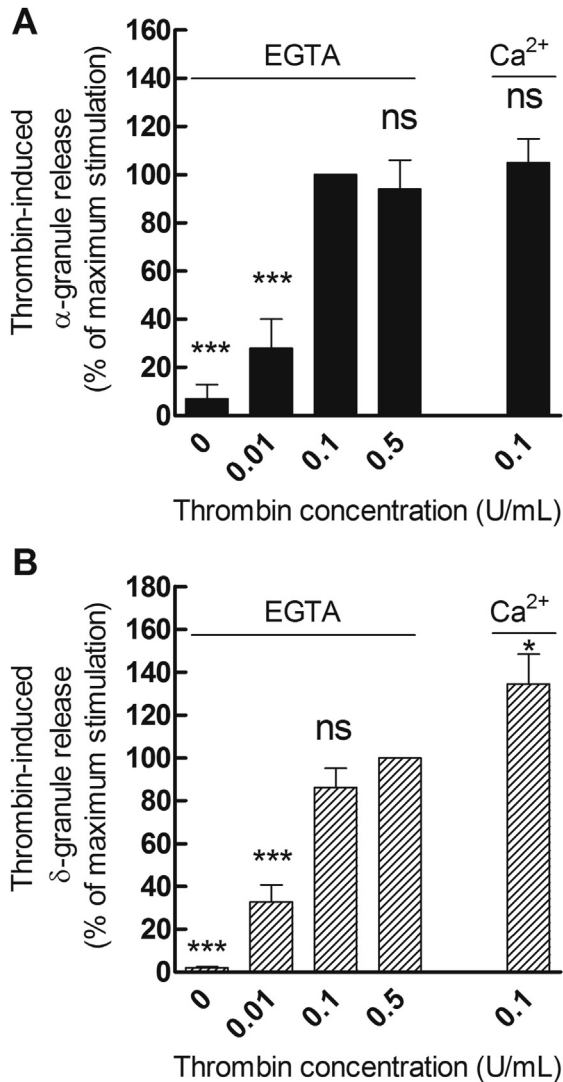 A
Thrombin-induced
α-granule release
(% of maximum stimulation)
160
140
120
100
80
60
40
20
0
EGTA
Ca2+
***
***
ns
ns
0
0.01
0.1
0.5
0.1
Thrombin concentration (U/mL)
B
Thrombin-induced
δ-granule release
(% of maximum stimulation)
180
160
140
120
100
80
60
40
20
0
EGTA
Ca2+
***
***
ns
*
0
0.01
0.1
0.5
0.1
Thrombin concentration (U/mL)